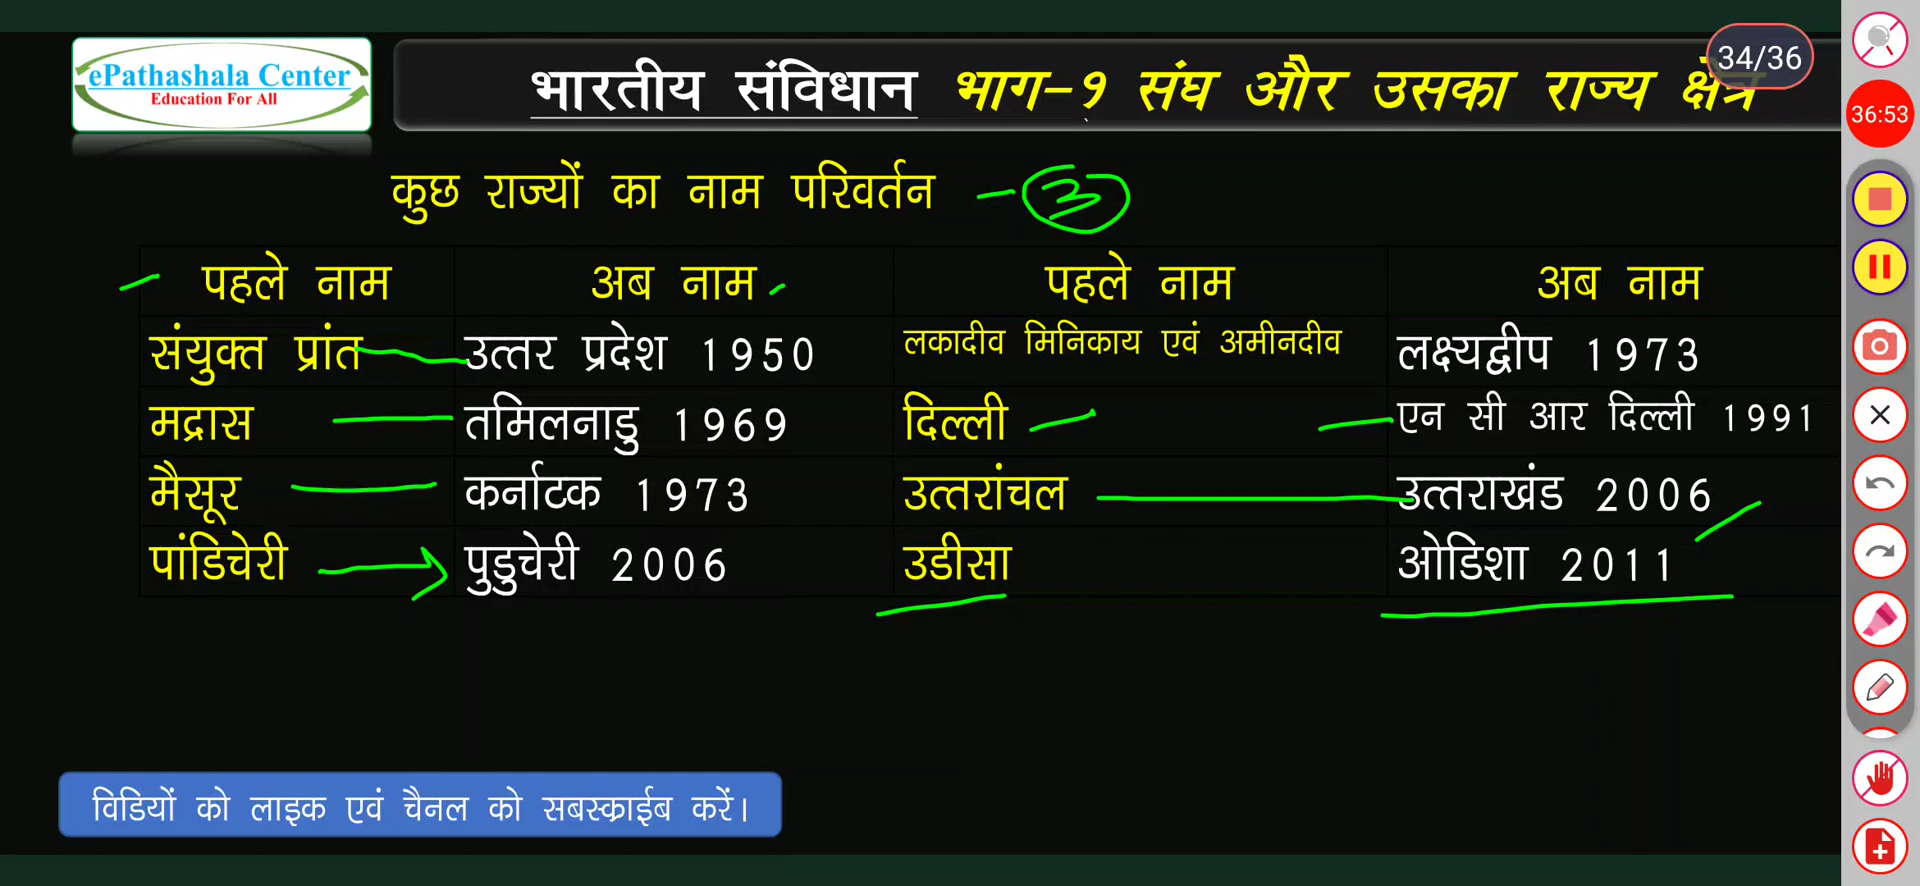 ePathashala Center
Education For All
भारतीय संविधान भाग-१ संघ और उसका राज्य क्षेत्र
34/36
36:53
कुछ राज्यों का नाम परिवर्तन - 3
पहले नाम अब नाम पहले नाम अब नाम
संयुक्त प्रांत उत्तर प्रदेश 1950 लकादीव मिनिकाय एवं अमीनदीव लक्ष्यद्वीप 1973
मद्रास तमिलनाडु 1969 दिल्ली एन सी आर दिल्ली 1991
मैसूर कर्नाटक 1973 उत्तरांचल उत्तराखंड 2006
पांडिचेरी पुडुचेरी 2006 उडीसा ओडिशा 2011
विडियों को लाइक एवं चैनल को सबस्क्राईब करें।